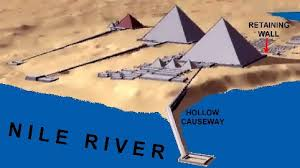 RETAINING
WALL
HOLLOW
CAUSEWAY
NILE RIVER